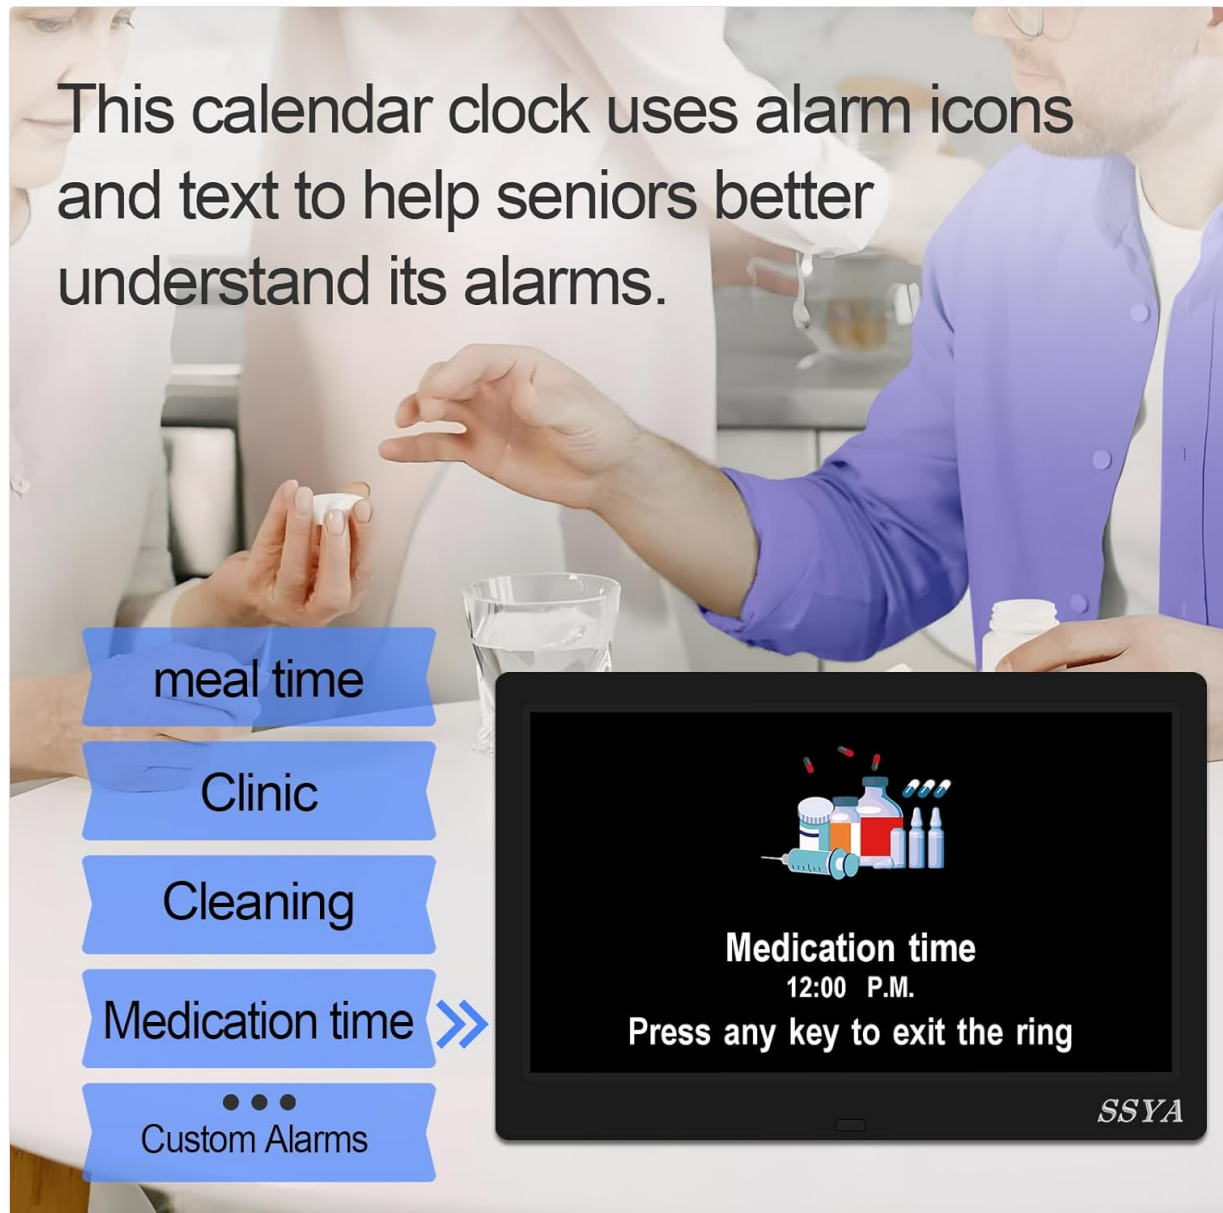 This calendar clock uses alarm icons
and text to help seniors better
understand its alarms.
meal time
Clinic
Cleaning
Medication time
Custom Alarms
Medication time
12:00 P.M.
Press any key to exit the ring
SSYA